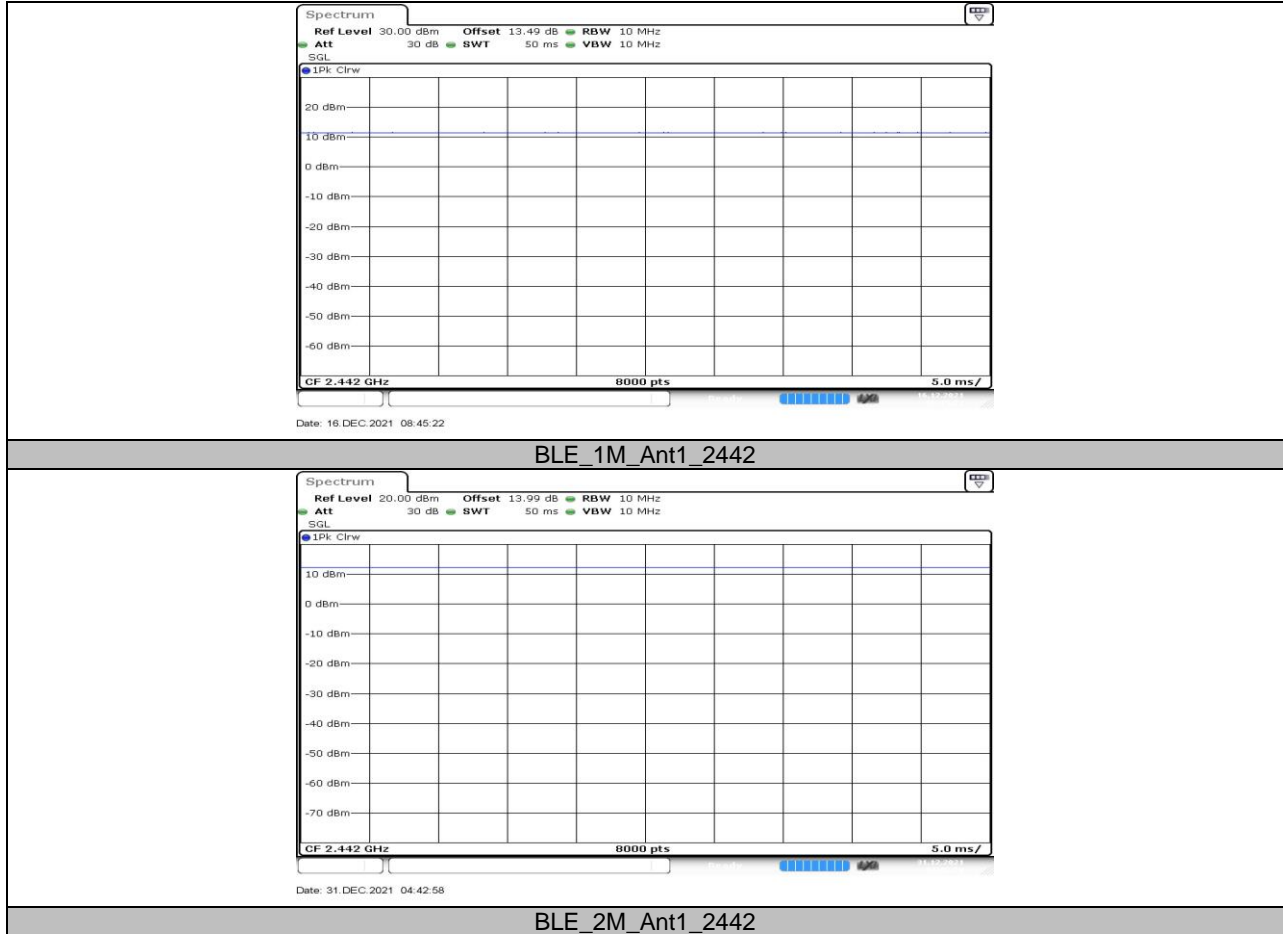 Spectrum
Ref Level 30.00 dBm Offset 13.49 dB RBW 10 MHz
Att 30 dB SWT 50 ms VBW 10 MHz
SGL
1Pk Clrw
20 dBm
10 dBm
0 dBm
-10 dBm
-20 dBm
-30 dBm
-40 dBm
-50 dBm
-60 dBm
CF 2.442 GHz 8000 pts 5.0 ms/
Date: 16.DEC.2021 08:45:22
BLE_1M_Ant1_2442
Spectrum
Ref Level 20.00 dBm Offset 13.99 dB RBW 10 MHz
Att 30 dB SWT 50 ms VBW 10 MHz
SGL
1Pk Clrw
10 dBm
0 dBm
-10 dBm
-20 dBm
-30 dBm
-40 dBm
-50 dBm
-60 dBm
-70 dBm
CF 2.442 GHz 8000 pts 5.0 ms/
Date: 31.DEC.2021 04:42:58
BLE_2M_Ant1_2442